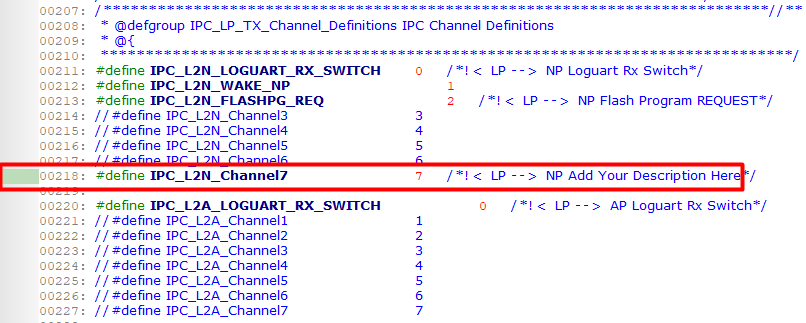 00207: /*****************************************************************************//**
00208:  * @defgroup IPC_LP_TX_Channel_Definitions IPC Channel Definitions
00209:  * @{
00210:  *****************************************************************************/
00211: #define IPC_L2N_LOGUART_RX_SWITCH 0 /*!< LP --> NP Loguart Rx Switch*/
00212: #define IPC_L2N_WAKE_NP 1
00213: #define IPC_L2N_FLASHPG_REQ 2 /*!< LP --> NP Flash Program REQUEST*/
00214: //#define IPC_L2N_Channel3 3
00215: //#define IPC_L2N_Channel4 4
00216: //#define IPC_L2N_Channel5 5
00217: //#define IPC_L2N_Channel6 6
00218: #define IPC_L2N_Channel7 7 /*!< LP --> NP Add Your Description Here*/
00219:
00220: #define IPC_L2A_LOGUART_RX_SWITCH 0 /*!< LP --> AP Loguart Rx Switch*/
00221: //#define IPC_L2A_Channel1 1
00222: //#define IPC_L2A_Channel2 2
00223: //#define IPC_L2A_Channel3 3
00224: //#define IPC_L2A_Channel4 4
00225: //#define IPC_L2A_Channel5 5
00226: //#define IPC_L2A_Channel6 6
00227: //#define IPC_L2A_Channel7 7